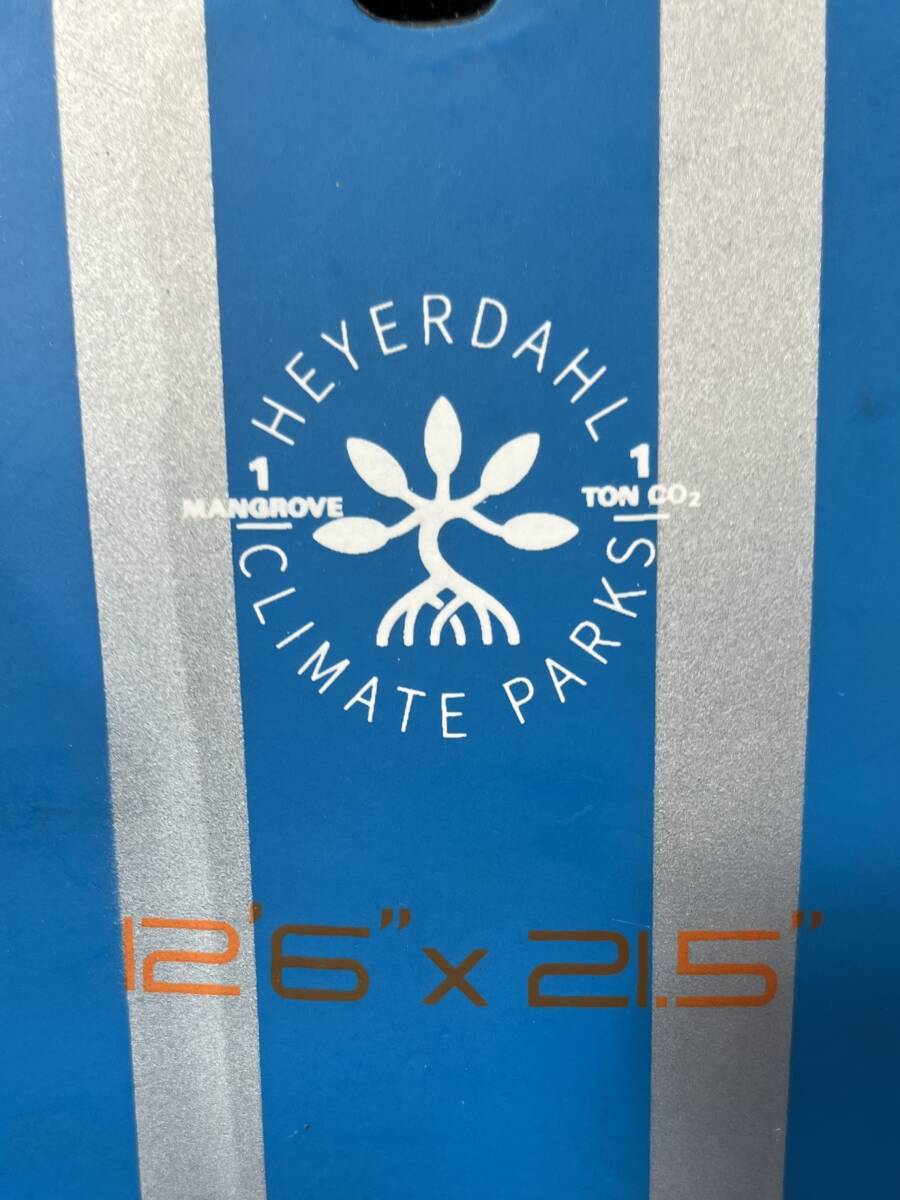 HEYERDAHL
1
MANGROVE
1
TON CO₂
CLIMATE PARKS
12'6" x 21.5"